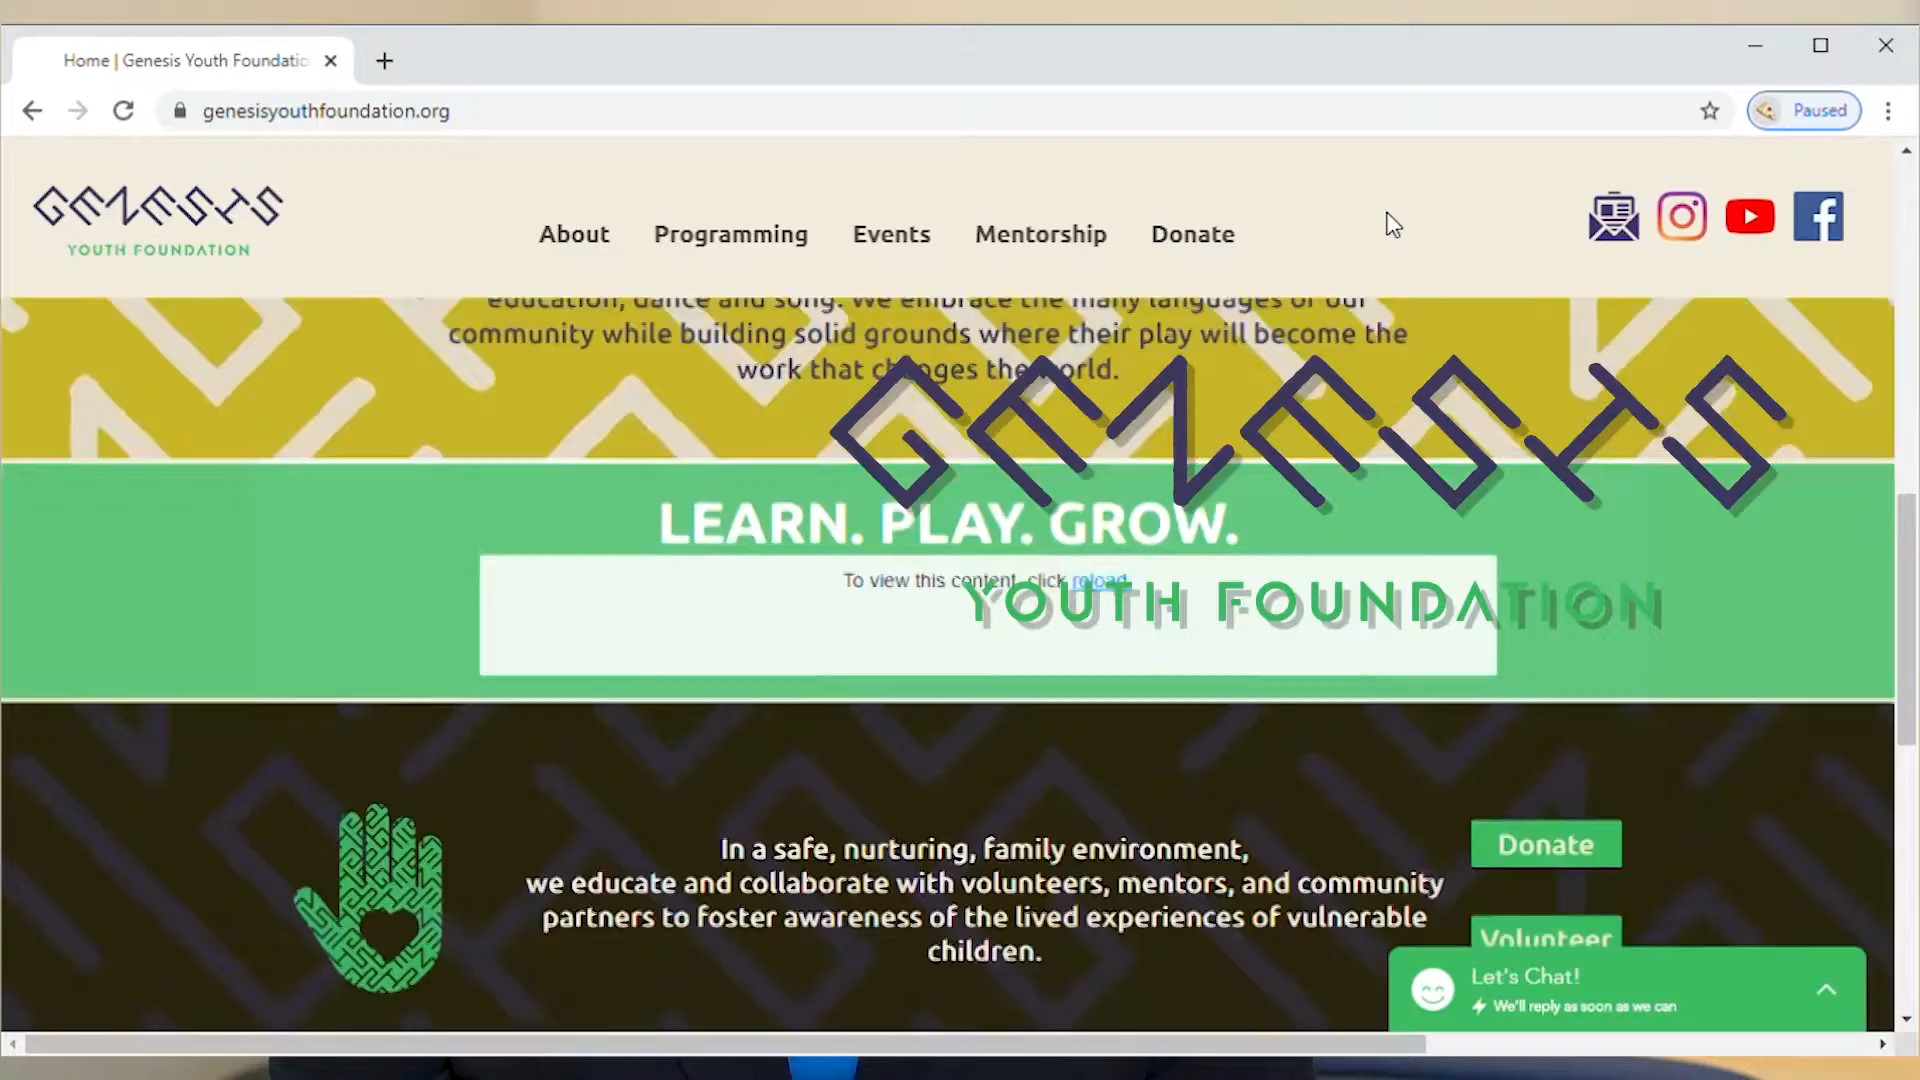 Home | Genesis Youth Foundatio
genesisyouthfoundation.org
Paused
GENESIS
YOUTH FOUNDATION
About
Programming
Events
Mentorship
Donate
education, dance and song. We embrace the many languages of our
community while building solid grounds where their play will become the
work that changes the world.
GENESIS
LEARN. PLAY. GROW.
To view this content, click reload
YOUTH FOUNDATION
In a safe, nurturing, family environment,
we educate and collaborate with volunteers, mentors, and community
partners to foster awareness of the lived experiences of vulnerable
children.
Donate
Volunteer
Let's Chat!
We'll reply as soon as we can